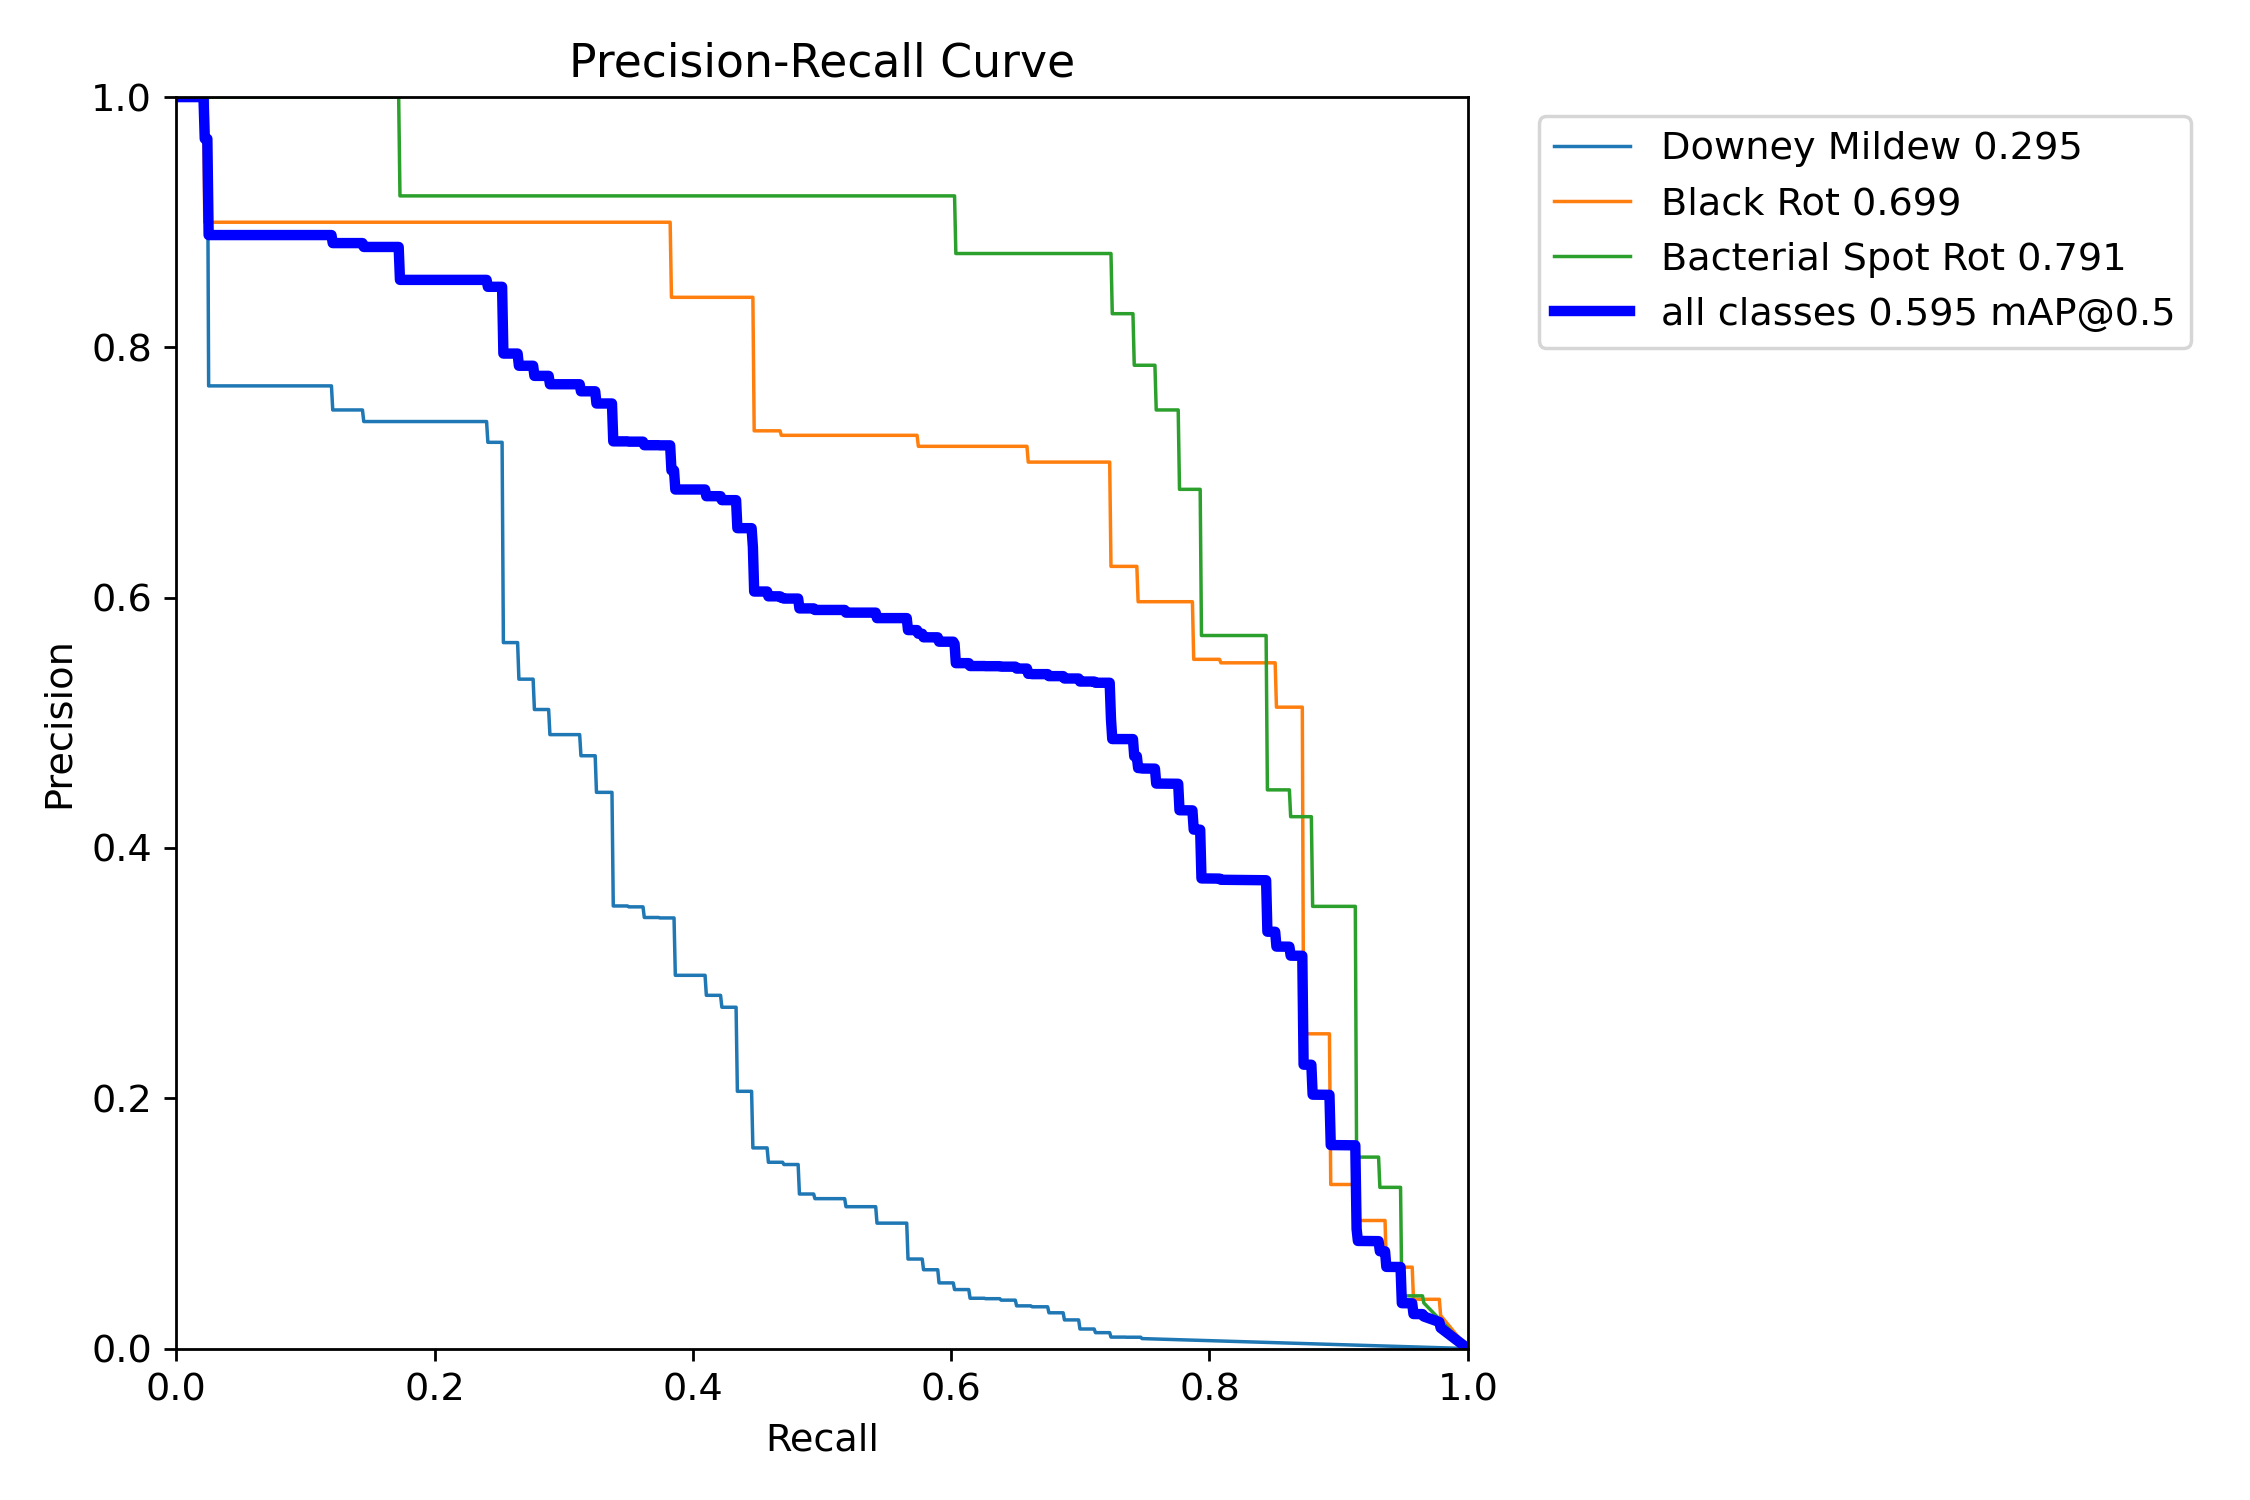 Precision-Recall Curve
1.0
0.8
0.6
0.4
0.2
0.0
Precision
0.0 0.2 0.4 0.6 0.8 1.0
Recall
Downey Mildew 0.295
Black Rot 0.699
Bacterial Spot Rot 0.791
all classes 0.595 mAP@0.5